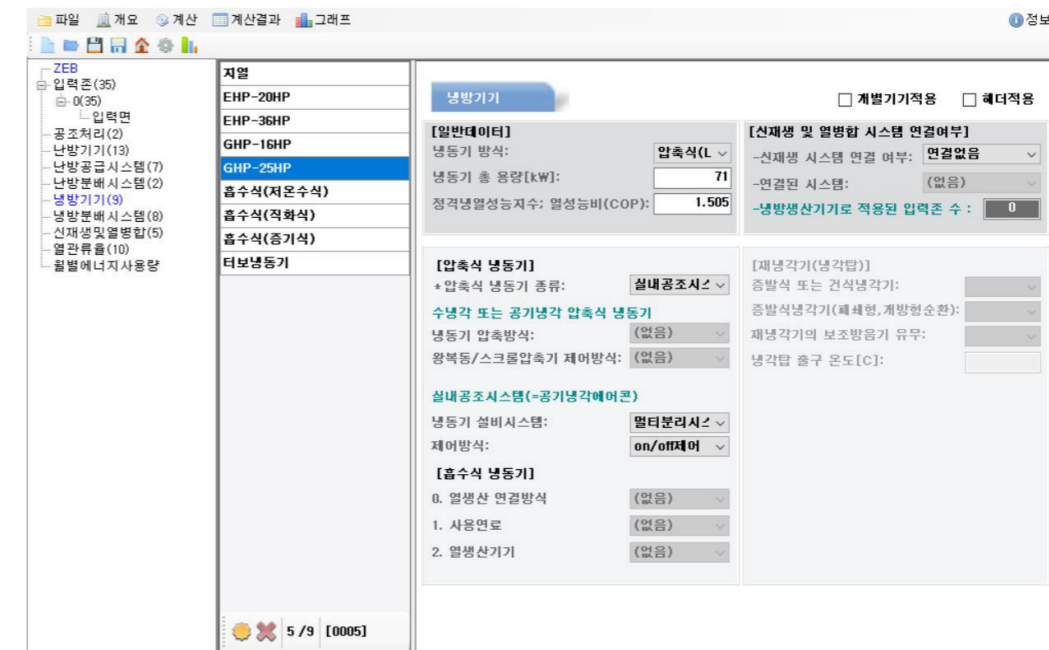 파일 개요 계산 계산결과 그래프 정보
ZEB
입력존(35)
0(35)
입력면
공조처리(2)
난방기기(13)
난방공급시스템(7)
난방분배시스템(2)
냉방기기(9)
냉방분배시스템(8)
신재생및열병합(5)
열관류율(10)
월별에너지사용량
지열
EHP-20HP
EHP-36HP
GHP-16HP
GHP-25HP
흡수식(저온수식)
흡수식(직화식)
흡수식(증기식)
터보냉동기
5 /9 [0005]
냉방기기
개별기기적용 헤더적용
[일반데이터]
냉동기 방식: 압축식(L
냉동기 총 용량[kW]: 71
정격냉열성능지수; 열성능비(COP): 1.505
[신재생 및 열병합 시스템 연결여부]
-신재생 시스템 연결 여부: 연결없음
-연결된 시스템: (없음)
-냉방생산기기로 적용된 입력존 수 : 0
[압축식 냉동기]
*압축식 냉동기 종류: 실내공조시스
수냉각 또는 공기냉각 압축식 냉동기
냉동기 압축방식: (없음)
왕복동/스크롤압축기 제어방식: (없음)
실내공조시스템(=공기냉각에어콘)
냉동기 설비시스템: 멀티분리시스
제어방식: on/off제어
[흡수식 냉동기]
0. 열생산 연결방식 (없음)
1. 사용연료 (없음)
2. 열생산기기 (없음)
[재냉각기(냉각탑)]
증발식 또는 건식냉각기:
증발식냉각기(폐쇄형,개방형순환):
재냉각기의 보조방음기 유무:
냉각탑 출구 온도[C]: